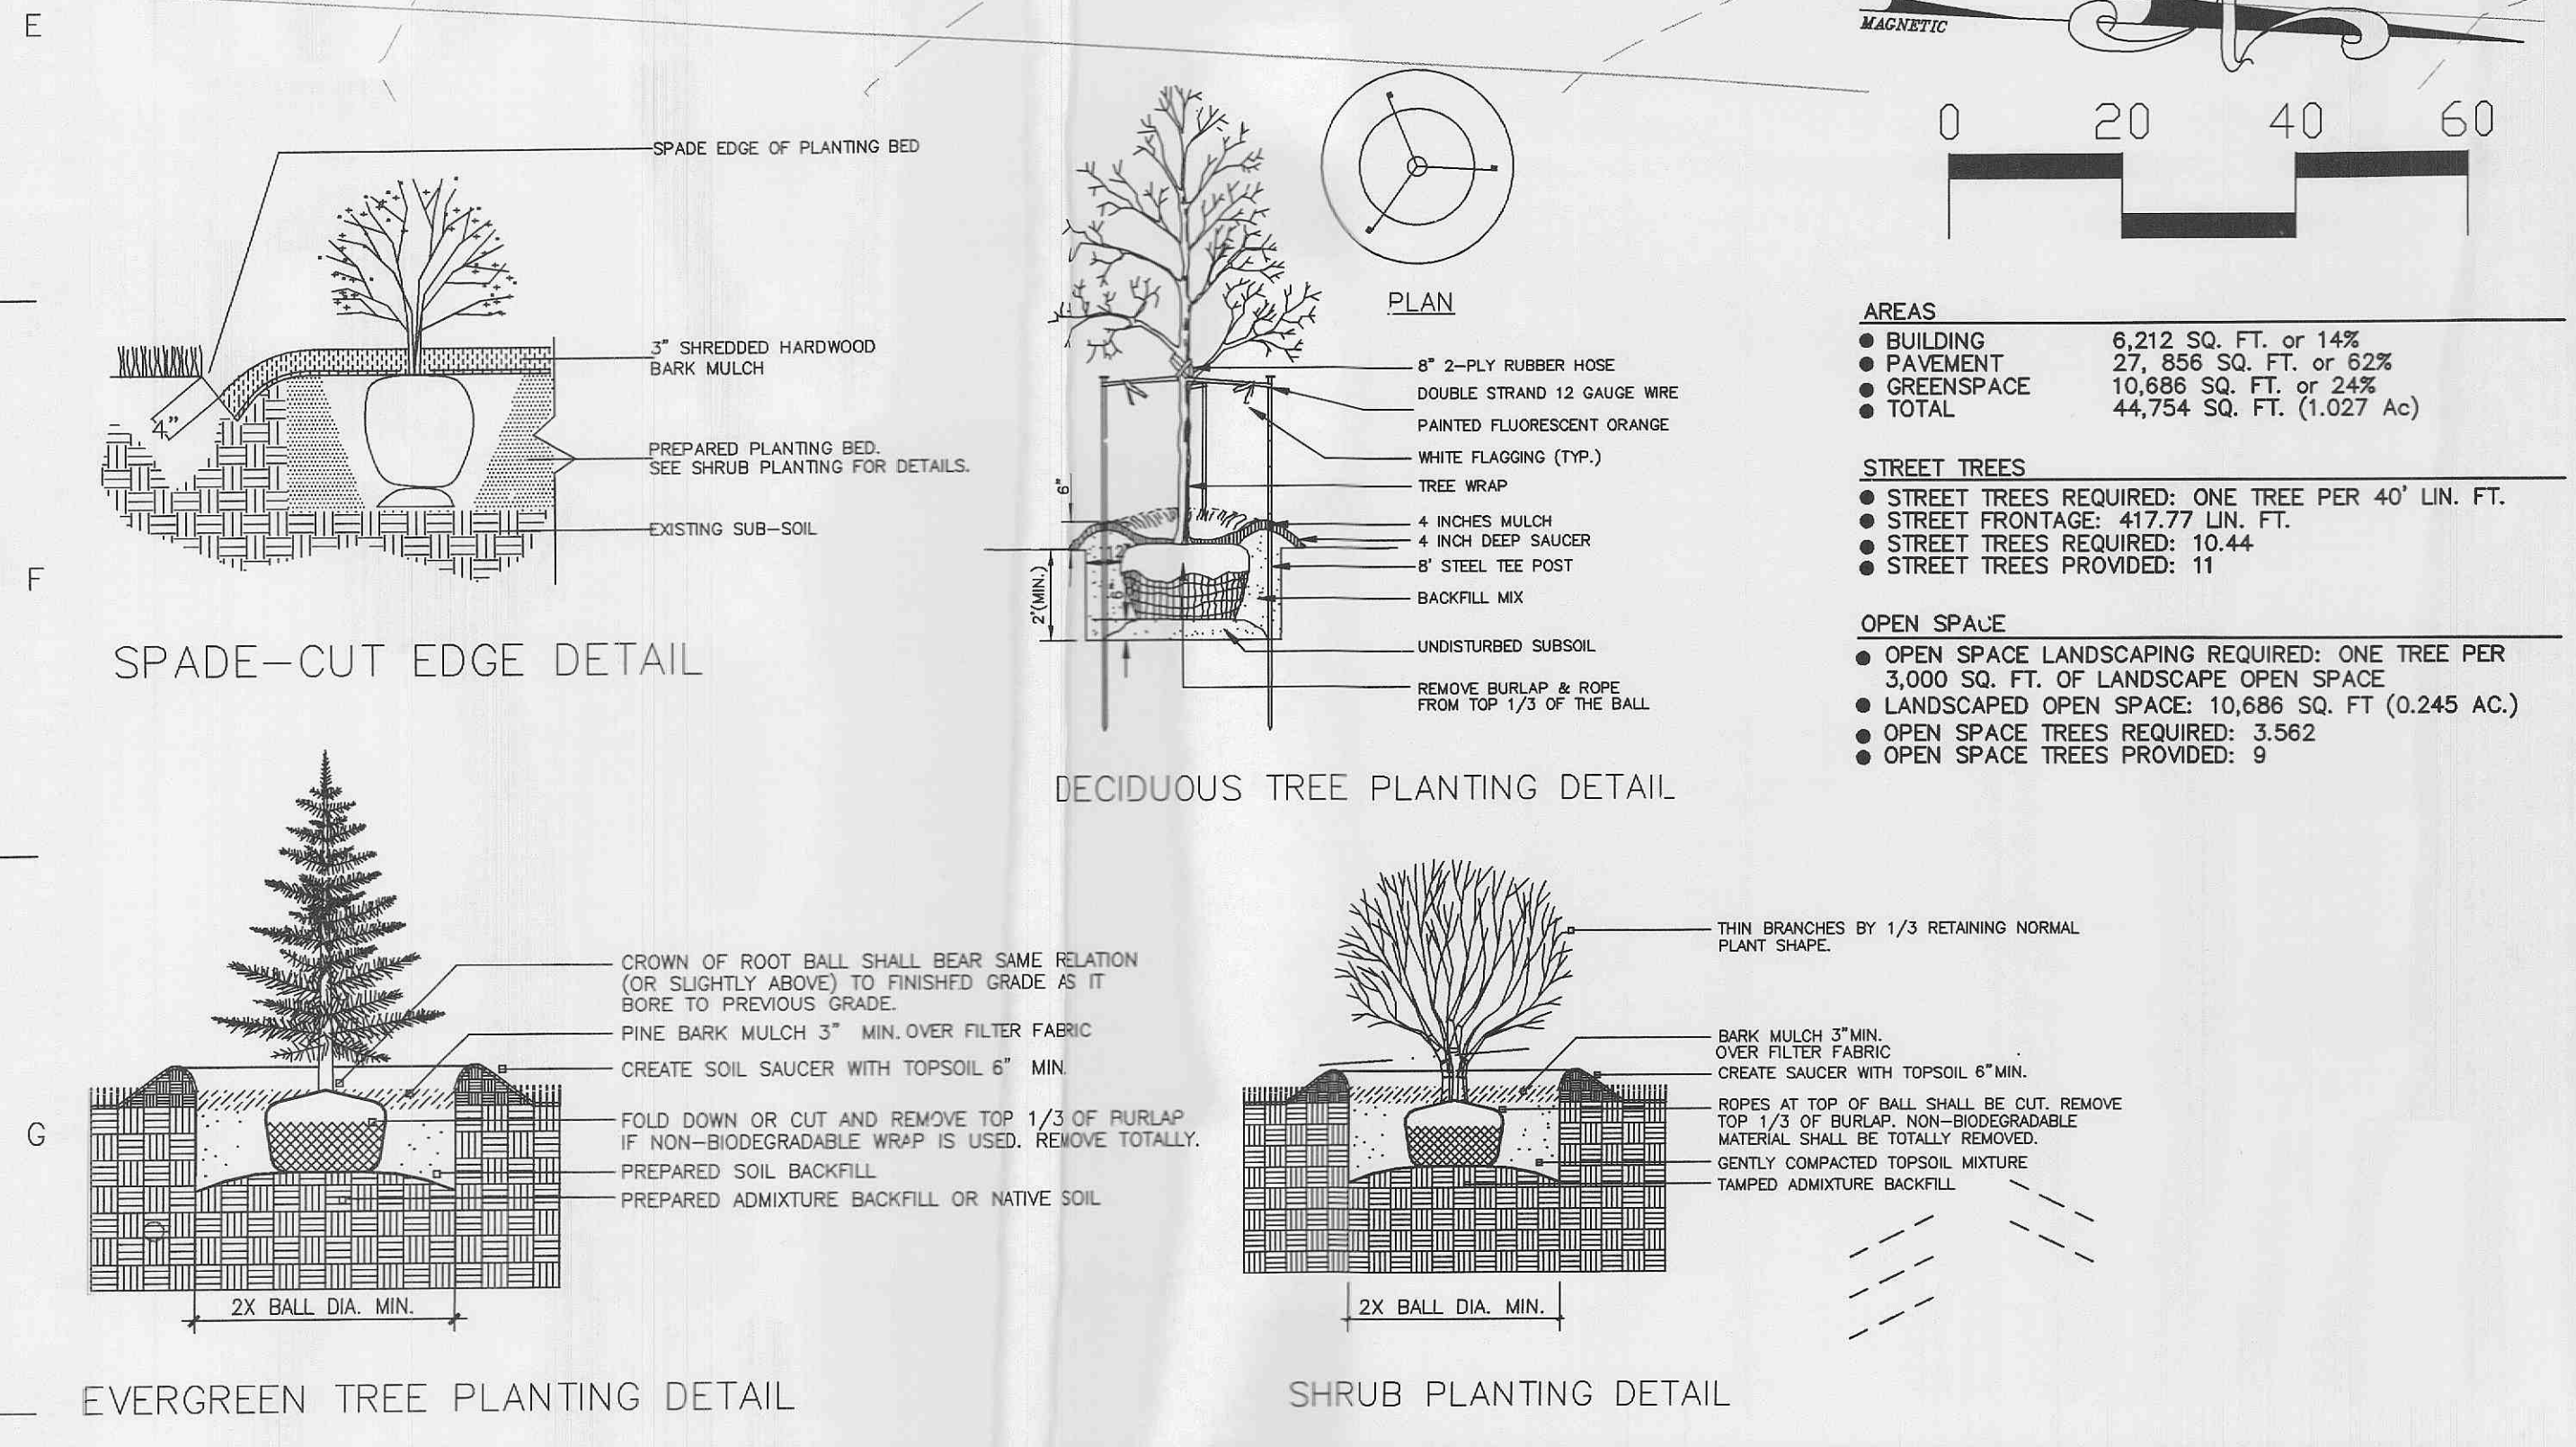 E
MAGNETIC
0 20 40 60
SPADE EDGE OF PLANTING BED
3" SHREDDED HARDWOOD
BARK MULCH
4"
PREPARED PLANTING BED.
SEE SHRUB PLANTING FOR DETAILS.
EXISTING SUB-SOIL
F
SPADE-CUT EDGE DETAIL
PLAN
8" 2-PLY RUBBER HOSE
DOUBLE STRAND 12 GAUGE WIRE
PAINTED FLUORESCENT ORANGE
WHITE FLAGGING (TYP.)
TREE WRAP
6"
4 INCHES MULCH
4 INCH DEEP SAUCER
12"
8' STEEL TEE POST
2'(MIN.)
6"
BACKFILL MIX
UNDISTURBED SUBSOIL
REMOVE BURLAP & ROPE
FROM TOP 1/3 OF THE BALL
DECIDUOUS TREE PLANTING DETAIL
AREAS
● BUILDING 6,212 SQ. FT. or 14%
● PAVEMENT 27, 856 SQ. FT. or 62%
● GREENSPACE 10,686 SQ. FT. or 24%
● TOTAL 44,754 SQ. FT. (1.027 Ac)
STREET TREES
● STREET TREES REQUIRED: ONE TREE PER 40' LIN. FT.
● STREET FRONTAGE: 417.77 LIN. FT.
● STREET TREES REQUIRED: 10.44
● STREET TREES PROVIDED: 11
OPEN SPACE
● OPEN SPACE LANDSCAPING REQUIRED: ONE TREE PER
3,000 SQ. FT. OF LANDSCAPE OPEN SPACE
● LANDSCAPED OPEN SPACE: 10,686 SQ. FT (0.245 AC.)
● OPEN SPACE TREES REQUIRED: 3.562
● OPEN SPACE TREES PROVIDED: 9
CROWN OF ROOT BALL SHALL BEAR SAME RELATION
(OR SLIGHTLY ABOVE) TO FINISHED GRADE AS IT
BORE TO PREVIOUS GRADE.
PINE BARK MULCH 3" MIN. OVER FILTER FABRIC
CREATE SOIL SAUCER WITH TOPSOIL 6" MIN.
FOLD DOWN OR CUT AND REMOVE TOP 1/3 OF BURLAP
IF NON-BIODEGRADABLE WRAP IS USED. REMOVE TOTALLY.
PREPARED SOIL BACKFILL
PREPARED ADMIXTURE BACKFILL OR NATIVE SOIL
G
2X BALL DIA. MIN.
EVERGREEN TREE PLANTING DETAIL
THIN BRANCHES BY 1/3 RETAINING NORMAL
PLANT SHAPE.
BARK MULCH 3"MIN.
OVER FILTER FABRIC
CREATE SAUCER WITH TOPSOIL 6"MIN.
ROPES AT TOP OF BALL SHALL BE CUT. REMOVE
TOP 1/3 OF BURLAP. NON-BIODEGRADABLE
MATERIAL SHALL BE TOTALLY REMOVED.
GENTLY COMPACTED TOPSOIL MIXTURE
TAMPED ADMIXTURE BACKFILL
2X BALL DIA. MIN.
SHRUB PLANTING DETAIL